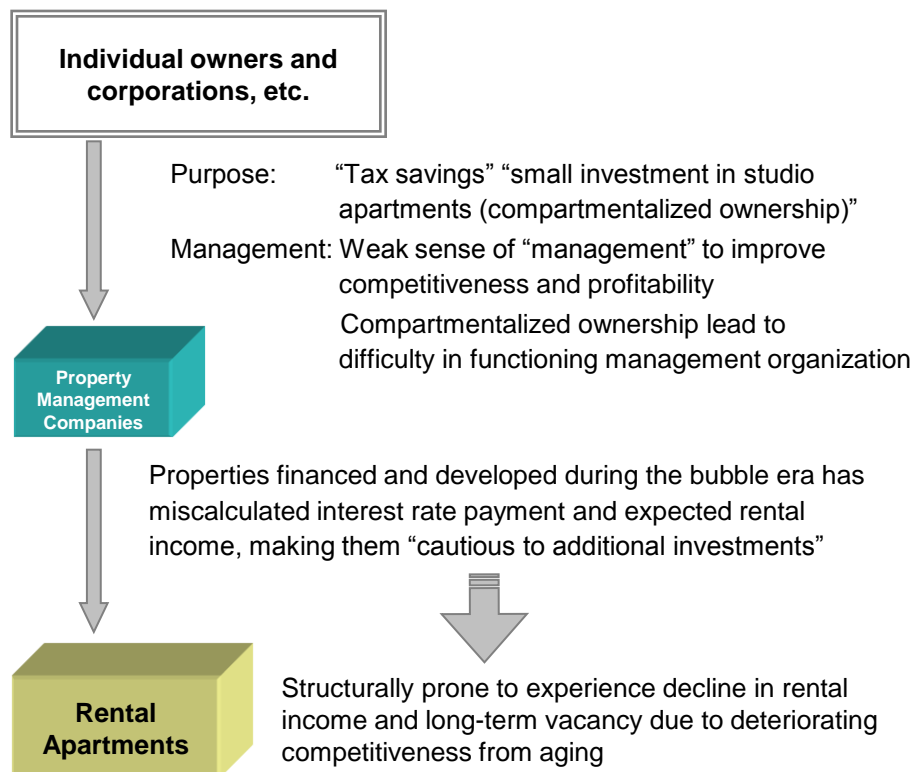 Individual owners and
corporations, etc.
Purpose: “Tax savings” “small investment in studio
apartments (compartmentalized ownership)”
Management: Weak sense of “management” to improve
competitiveness and profitability
Compartmentalized ownership lead to
difficulty in functioning management organization
Property
Management
Companies
Properties financed and developed during the bubble era has
miscalculated interest rate payment and expected rental
income, making them “cautious to additional investments”
Rental
Apartments
Structurally prone to experience decline in rental
income and long-term vacancy due to deteriorating
competitiveness from aging